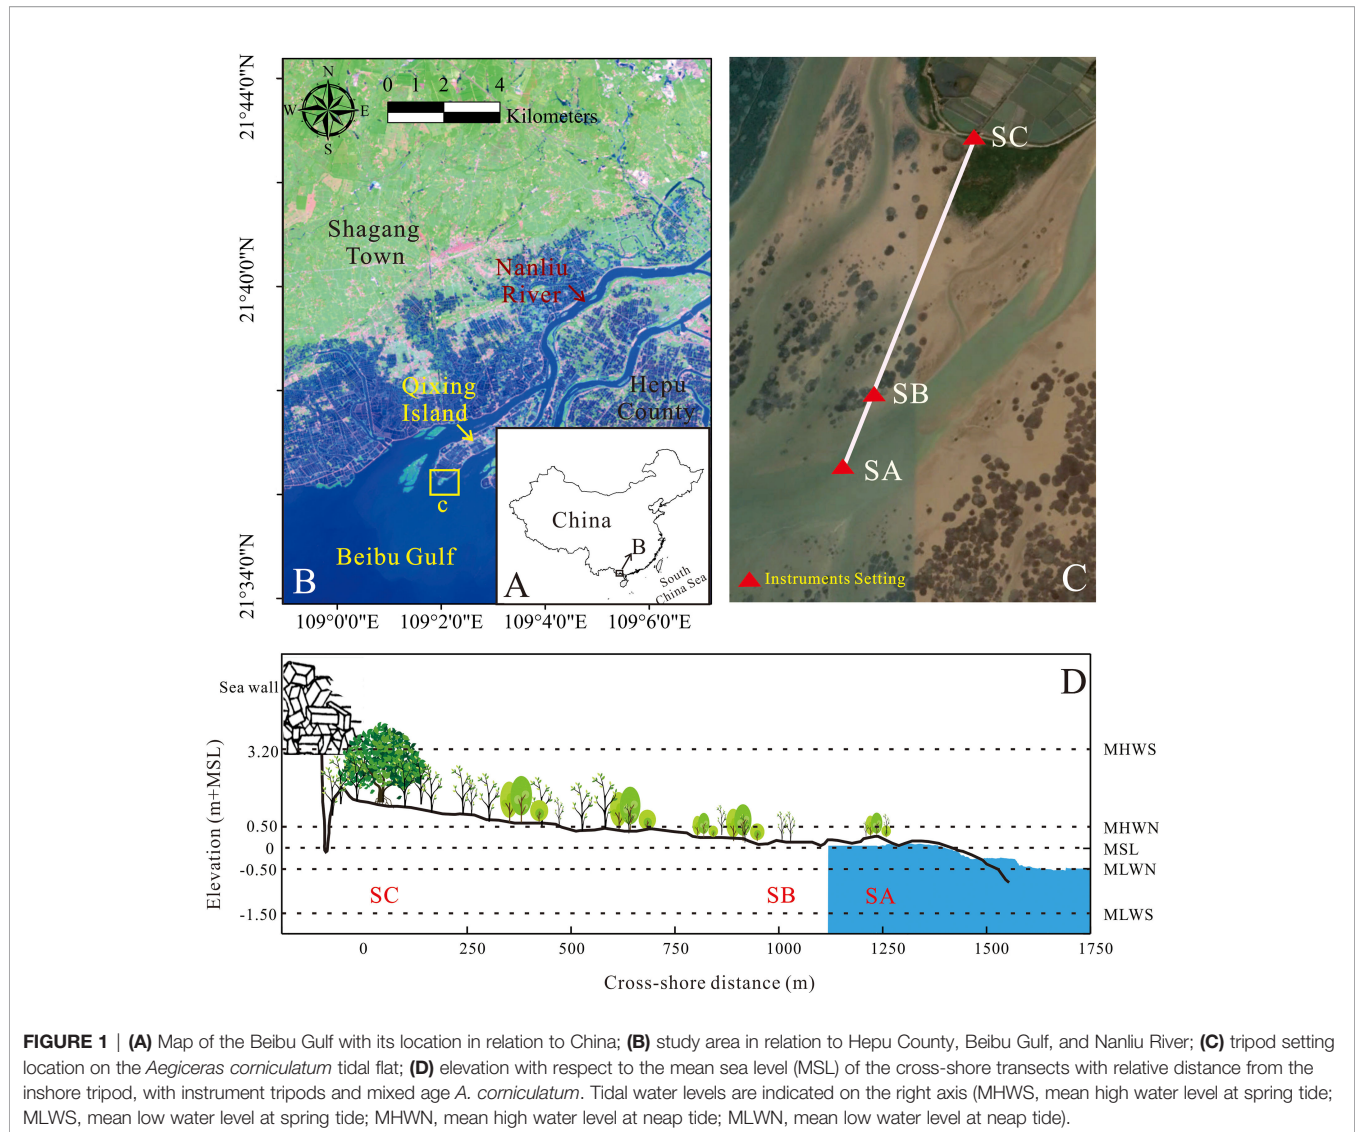 21°44'0"N
21°40'0"N
21°34'0"N
N
W
E
S
0 1 2 4
Kilometers
Shagang
Town
Nanliu
River
Qixing
Island
Hepu
County
c
Beibu Gulf
B
China
B
South
China Sea
A
109°0'0"E 109°2'0"E 109°4'0"E 109°6'0"E
SC
SB
SA
Instruments Setting
C
D
Sea wall
Elevation (m+MSL)
3.20
0.50
0
-0.50
-1.50
MHWS
MHWN
MSL
MLWN
MLWS
SC
SB
SA
0 250 500 750 1000 1250 1500 1750
Cross-shore distance (m)
FIGURE 1 | (A) Map of the Beibu Gulf with its location in relation to China; (B) study area in relation to Hepu County, Beibu Gulf, and Nanliu River; (C) tripod setting
location on the Aegiceras corniculatum tidal flat; (D) elevation with respect to the mean sea level (MSL) of the cross-shore transects with relative distance from the
inshore tripod, with instrument tripods and mixed age A. corniculatum. Tidal water levels are indicated on the right axis (MHWS, mean high water level at spring tide;
MLWS, mean low water level at spring tide; MHWN, mean high water level at neap tide; MLWN, mean low water level at neap tide).